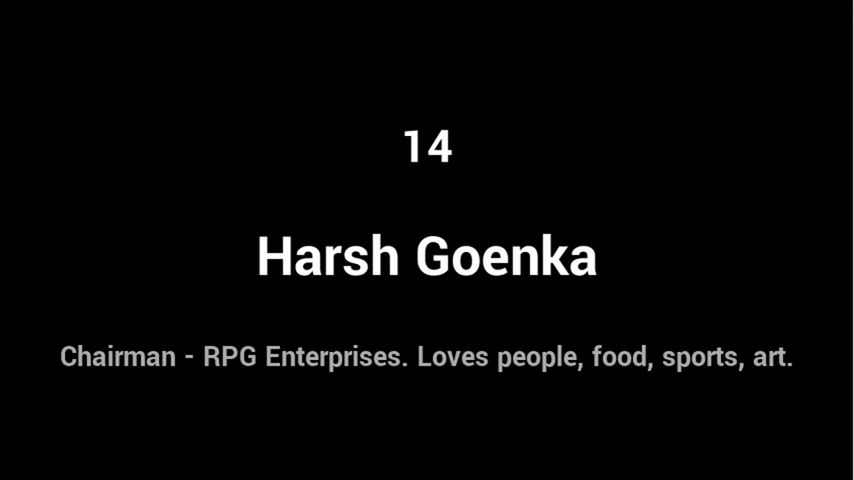 14
Harsh Goenka
Chairman - RPG Enterprises. Loves people, food, sports, art.